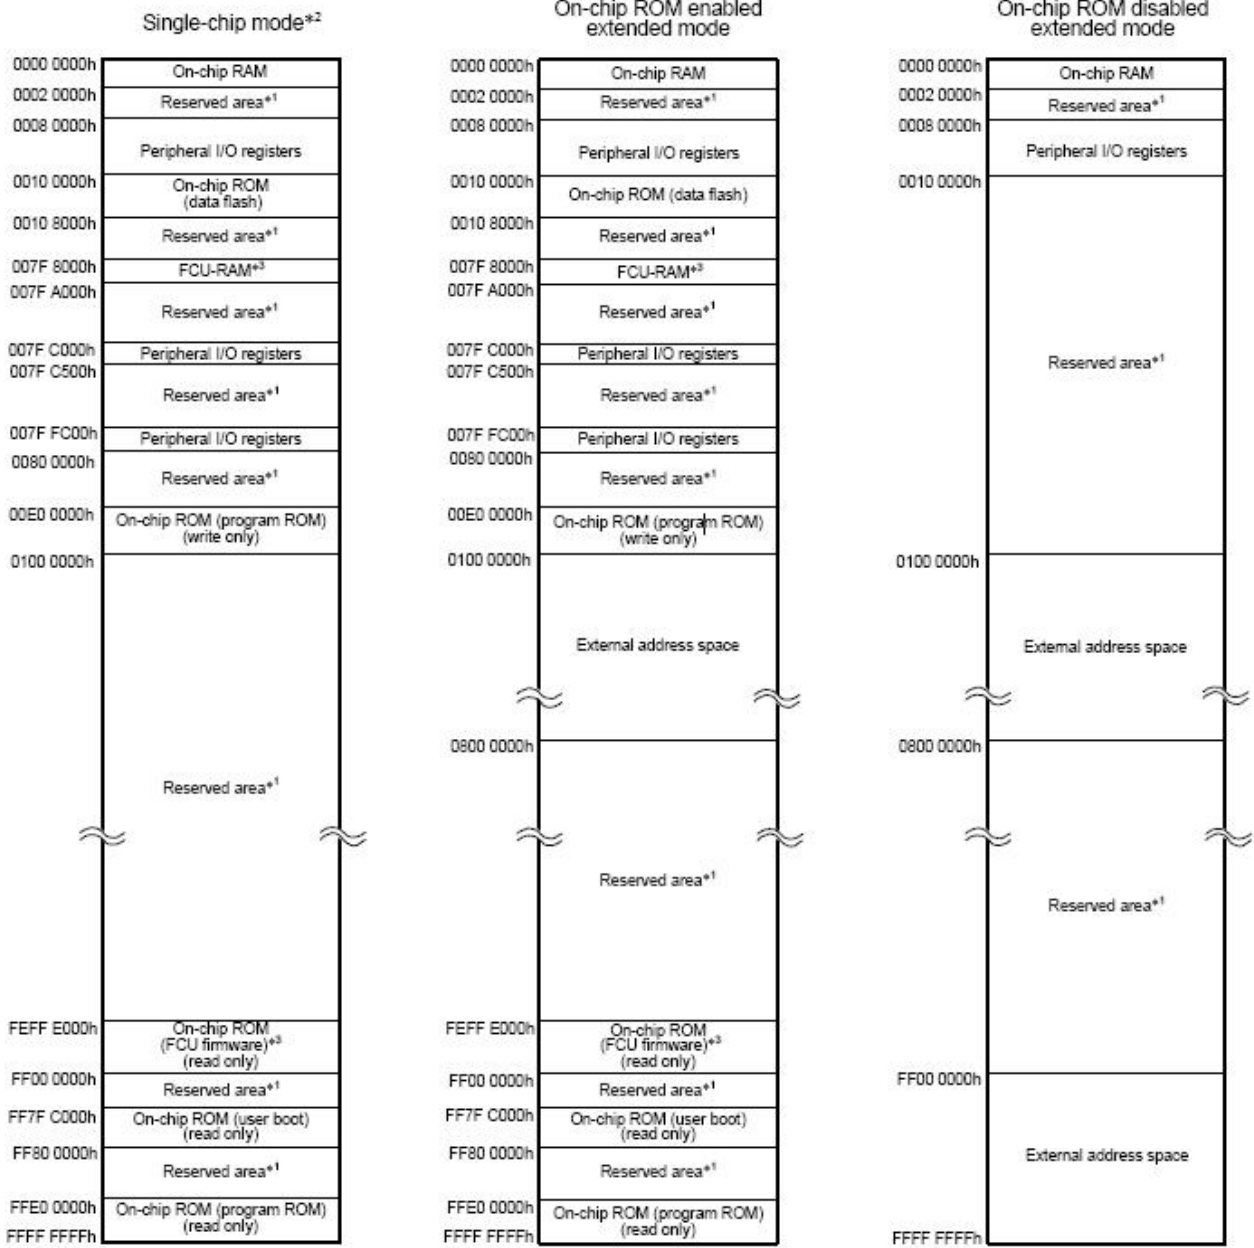 Single-chip mode*2
0000 0000h
On-chip RAM
0002 0000h
Reserved area*1
0008 0000h
Peripheral I/O registers
0010 0000h
On-chip ROM
(data flash)
0010 8000h
Reserved area*1
007F 8000h
FCU-RAM*3
007F A000h
Reserved area*1
007F C000h
Peripheral I/O registers
007F C500h
Reserved area*1
007F FC00h
Peripheral I/O registers
0080 0000h
Reserved area*1
00E0 0000h
On-chip ROM (program ROM)
(write only)
0100 0000h
Reserved area*1
FEFF E000h
On-chip ROM
(FCU firmware)*3
(read only)
FF00 0000h
Reserved area*1
FF7F C000h
On-chip ROM (user boot)
(read only)
FF80 0000h
Reserved area*1
FFE0 0000h
On-chip ROM (program ROM)
(read only)
FFFF FFFFh
On-chip ROM enabled
extended mode
0000 0000h
On-chip RAM
0002 0000h
Reserved area*1
0008 0000h
Peripheral I/O registers
0010 0000h
On-chip ROM (data flash)
0010 8000h
Reserved area*1
007F 8000h
FCU-RAM*3
007F A000h
Reserved area*1
007F C000h
Peripheral I/O registers
007F C500h
Reserved area*1
007F FC00h
Peripheral I/O registers
0080 0000h
Reserved area*1
00E0 0000h
On-chip ROM (program ROM)
(write only)
0100 0000h
External address space
0800 0000h
Reserved area*1
FEFF E000h
On-chip ROM
(FCU firmware)*3
(read only)
FF00 0000h
Reserved area*1
FF7F C000h
On-chip ROM (user boot)
(read only)
FF80 0000h
Reserved area*1
FFE0 0000h
On-chip ROM (program ROM)
(read only)
FFFF FFFFh
On-chip ROM disabled
extended mode
0000 0000h
On-chip RAM
0002 0000h
Reserved area*1
0008 0000h
Peripheral I/O registers
0010 0000h
Reserved area*1
0100 0000h
External address space
0800 0000h
Reserved area*1
FF00 0000h
External address space
FFFF FFFFh